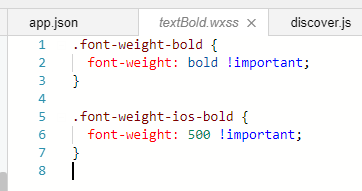 app.json textBold.wxss × discover.js
1 .font-weight-bold {
2   font-weight: bold !important;
3 }
4
5 .font-weight-ios-bold {
6   font-weight: 500 !important;
7 }
8